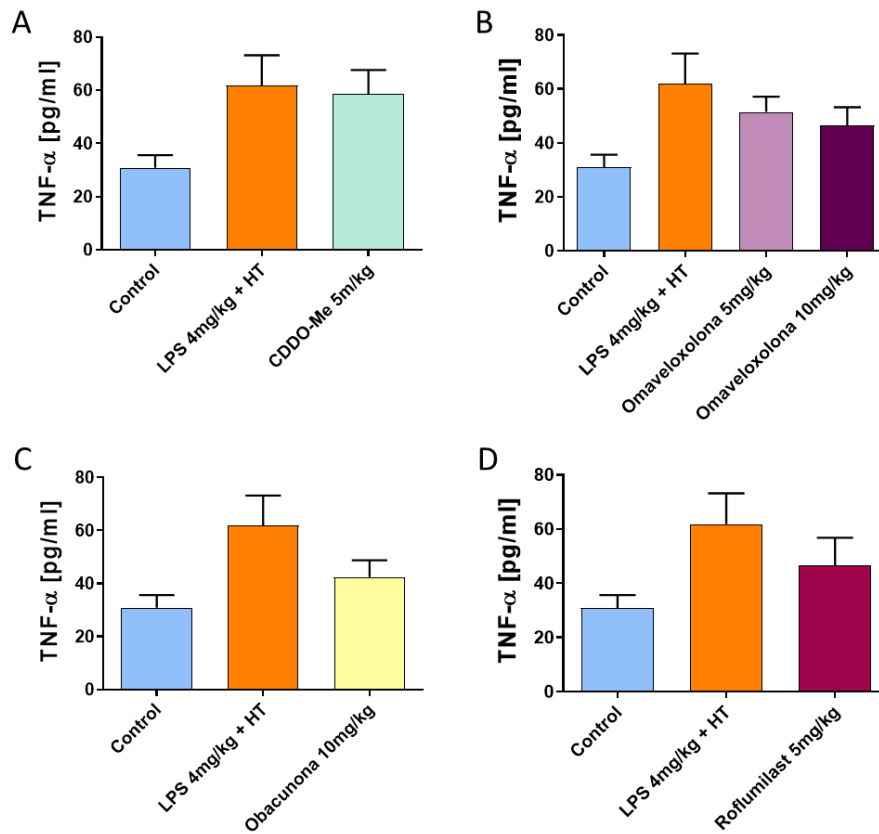 A
TNF-α [pg/ml]
80
60
40
20
0
Control
LPS 4mg/kg + HT
CDDO-Me 5m/kg
B
TNF-α [pg/ml]
80
60
40
20
0
Control
LPS 4mg/kg + HT
Omaveloxolona 5mg/kg
Omaveloxolona 10mg/kg
C
TNF-α [pg/ml]
80
60
40
20
0
Control
LPS 4mg/kg + HT
Obacunona 10mg/kg
D
TNF-α [pg/ml]
80
60
40
20
0
Control
LPS 4mg/kg + HT
Roflumilast 5mg/kg